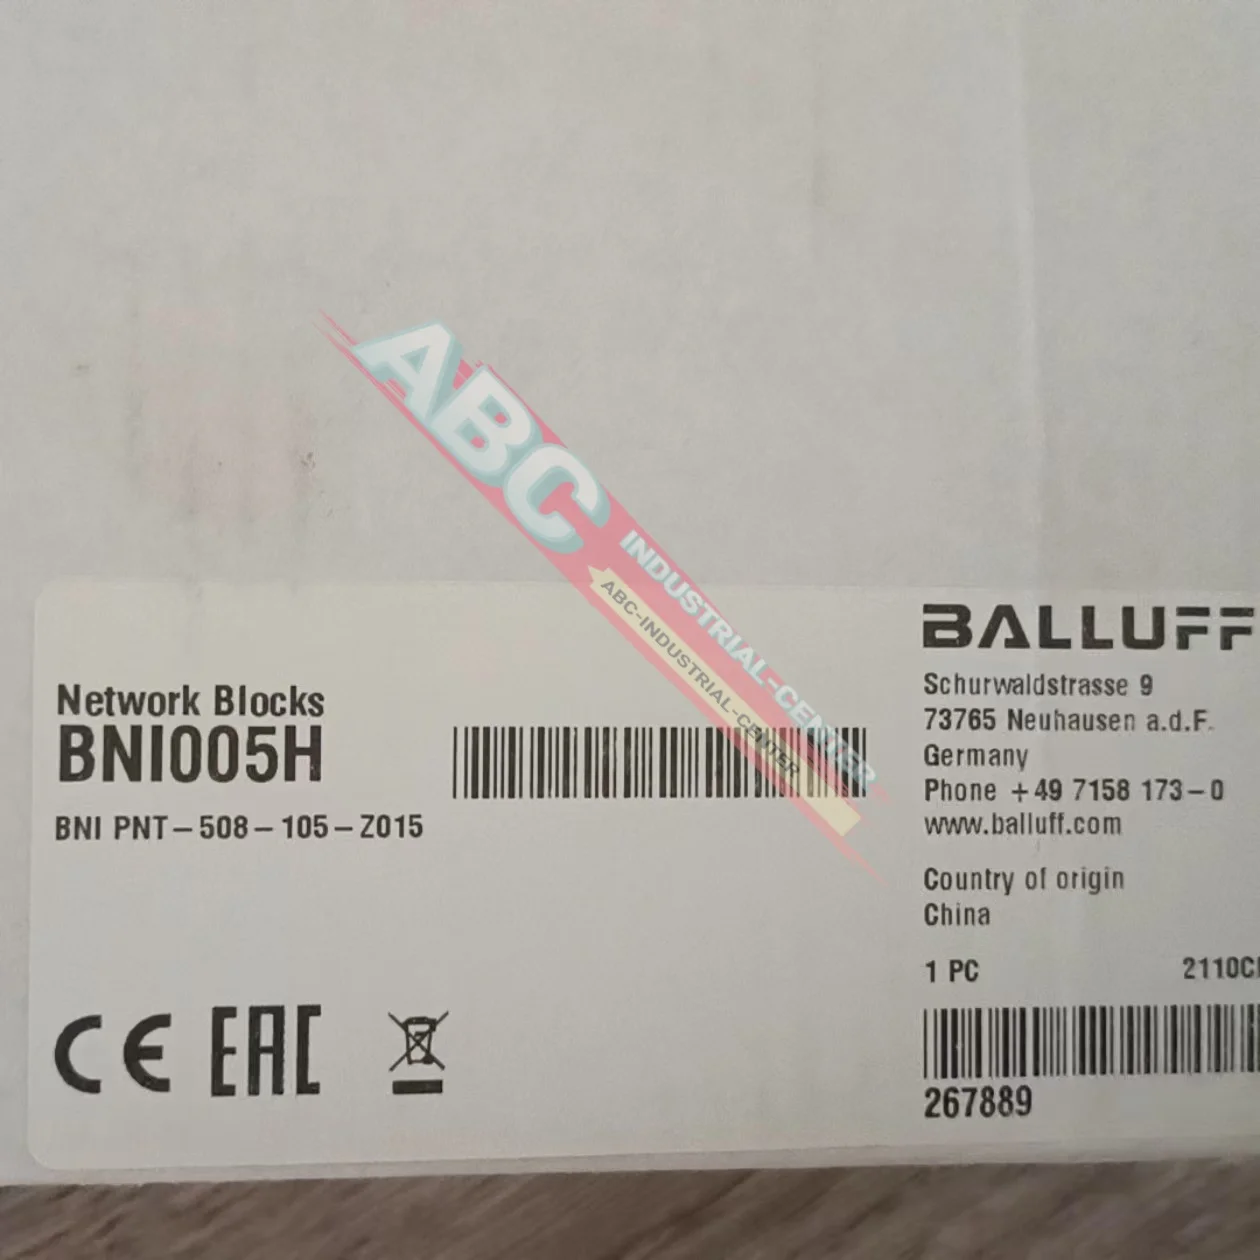 ABC
INDUSTRIAL-CENTER
ABC-INDUSTRIAL-CENTER
Network Blocks
BNI005H
BNI PNT-508-105-Z015
CE EAC
BALLUFF
Schurwaldstrasse 9
73765 Neuhausen a.d.F.
Germany
Phone +49 7158 173-0
www.balluff.com
Country of origin
China
1 PC 2110C
267889